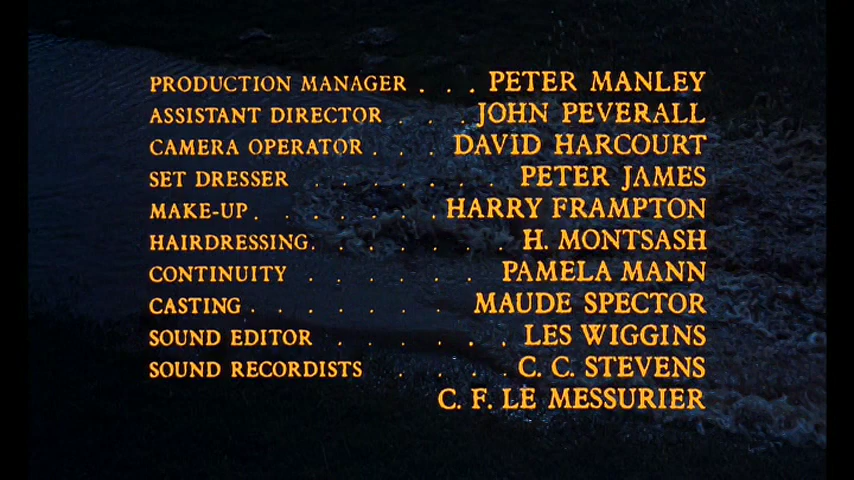 PRODUCTION MANAGER . . . PETER MANLEY
ASSISTANT DIRECTOR . . . JOHN PEVERALL
CAMERA OPERATOR . . . DAVID HARCOURT
SET DRESSER . . . . . . . PETER JAMES
MAKE-UP . . . . . . . HARRY FRAMPTON
HAIRDRESSING. . . . . . . . H. MONTSASH
CONTINUITY . . . . . . PAMELA MANN
CASTING . . . . . . . MAUDE SPECTOR
SOUND EDITOR . . . . . . LES WIGGINS
SOUND RECORDISTS . . . . . C. C. STEVENS
C. F. LE MESSURIER